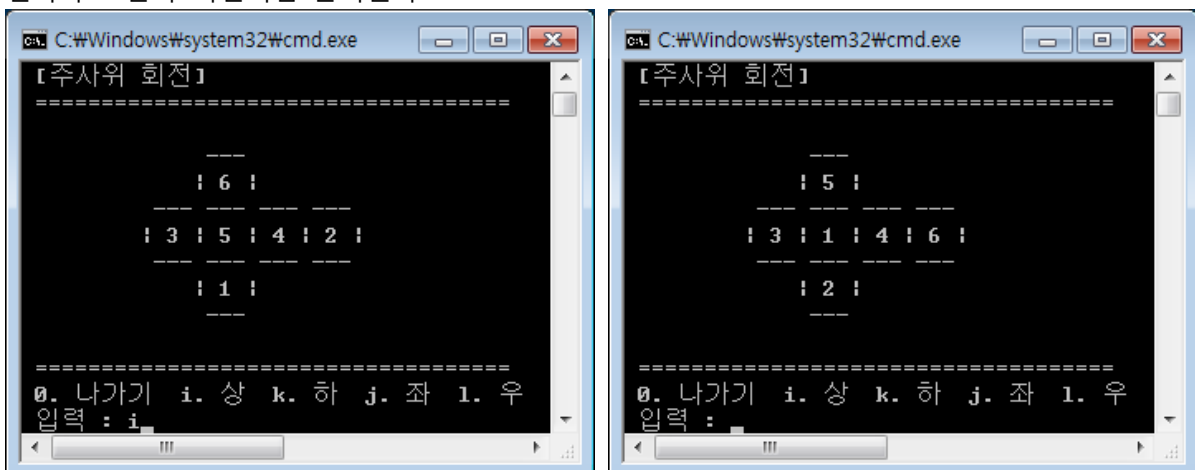 C:₩Windows₩system32₩cmd.exe
[주사위 회전]
====================================
---
¦ 6 ¦
--- --- --- ---
¦ 3 ¦ 5 ¦ 4 ¦ 2 ¦
--- --- --- ---
¦ 1 ¦
---
====================================
0. 나가기 i. 상 k. 하 j. 좌 l. 우
입력 : i_
C:₩Windows₩system32₩cmd.exe
[주사위 회전]
====================================
---
¦ 5 ¦
--- --- --- ---
¦ 3 ¦ 1 ¦ 4 ¦ 6 ¦
--- --- --- ---
¦ 2 ¦
---
====================================
0. 나가기 i. 상 k. 하 j. 좌 l. 우
입력 : _